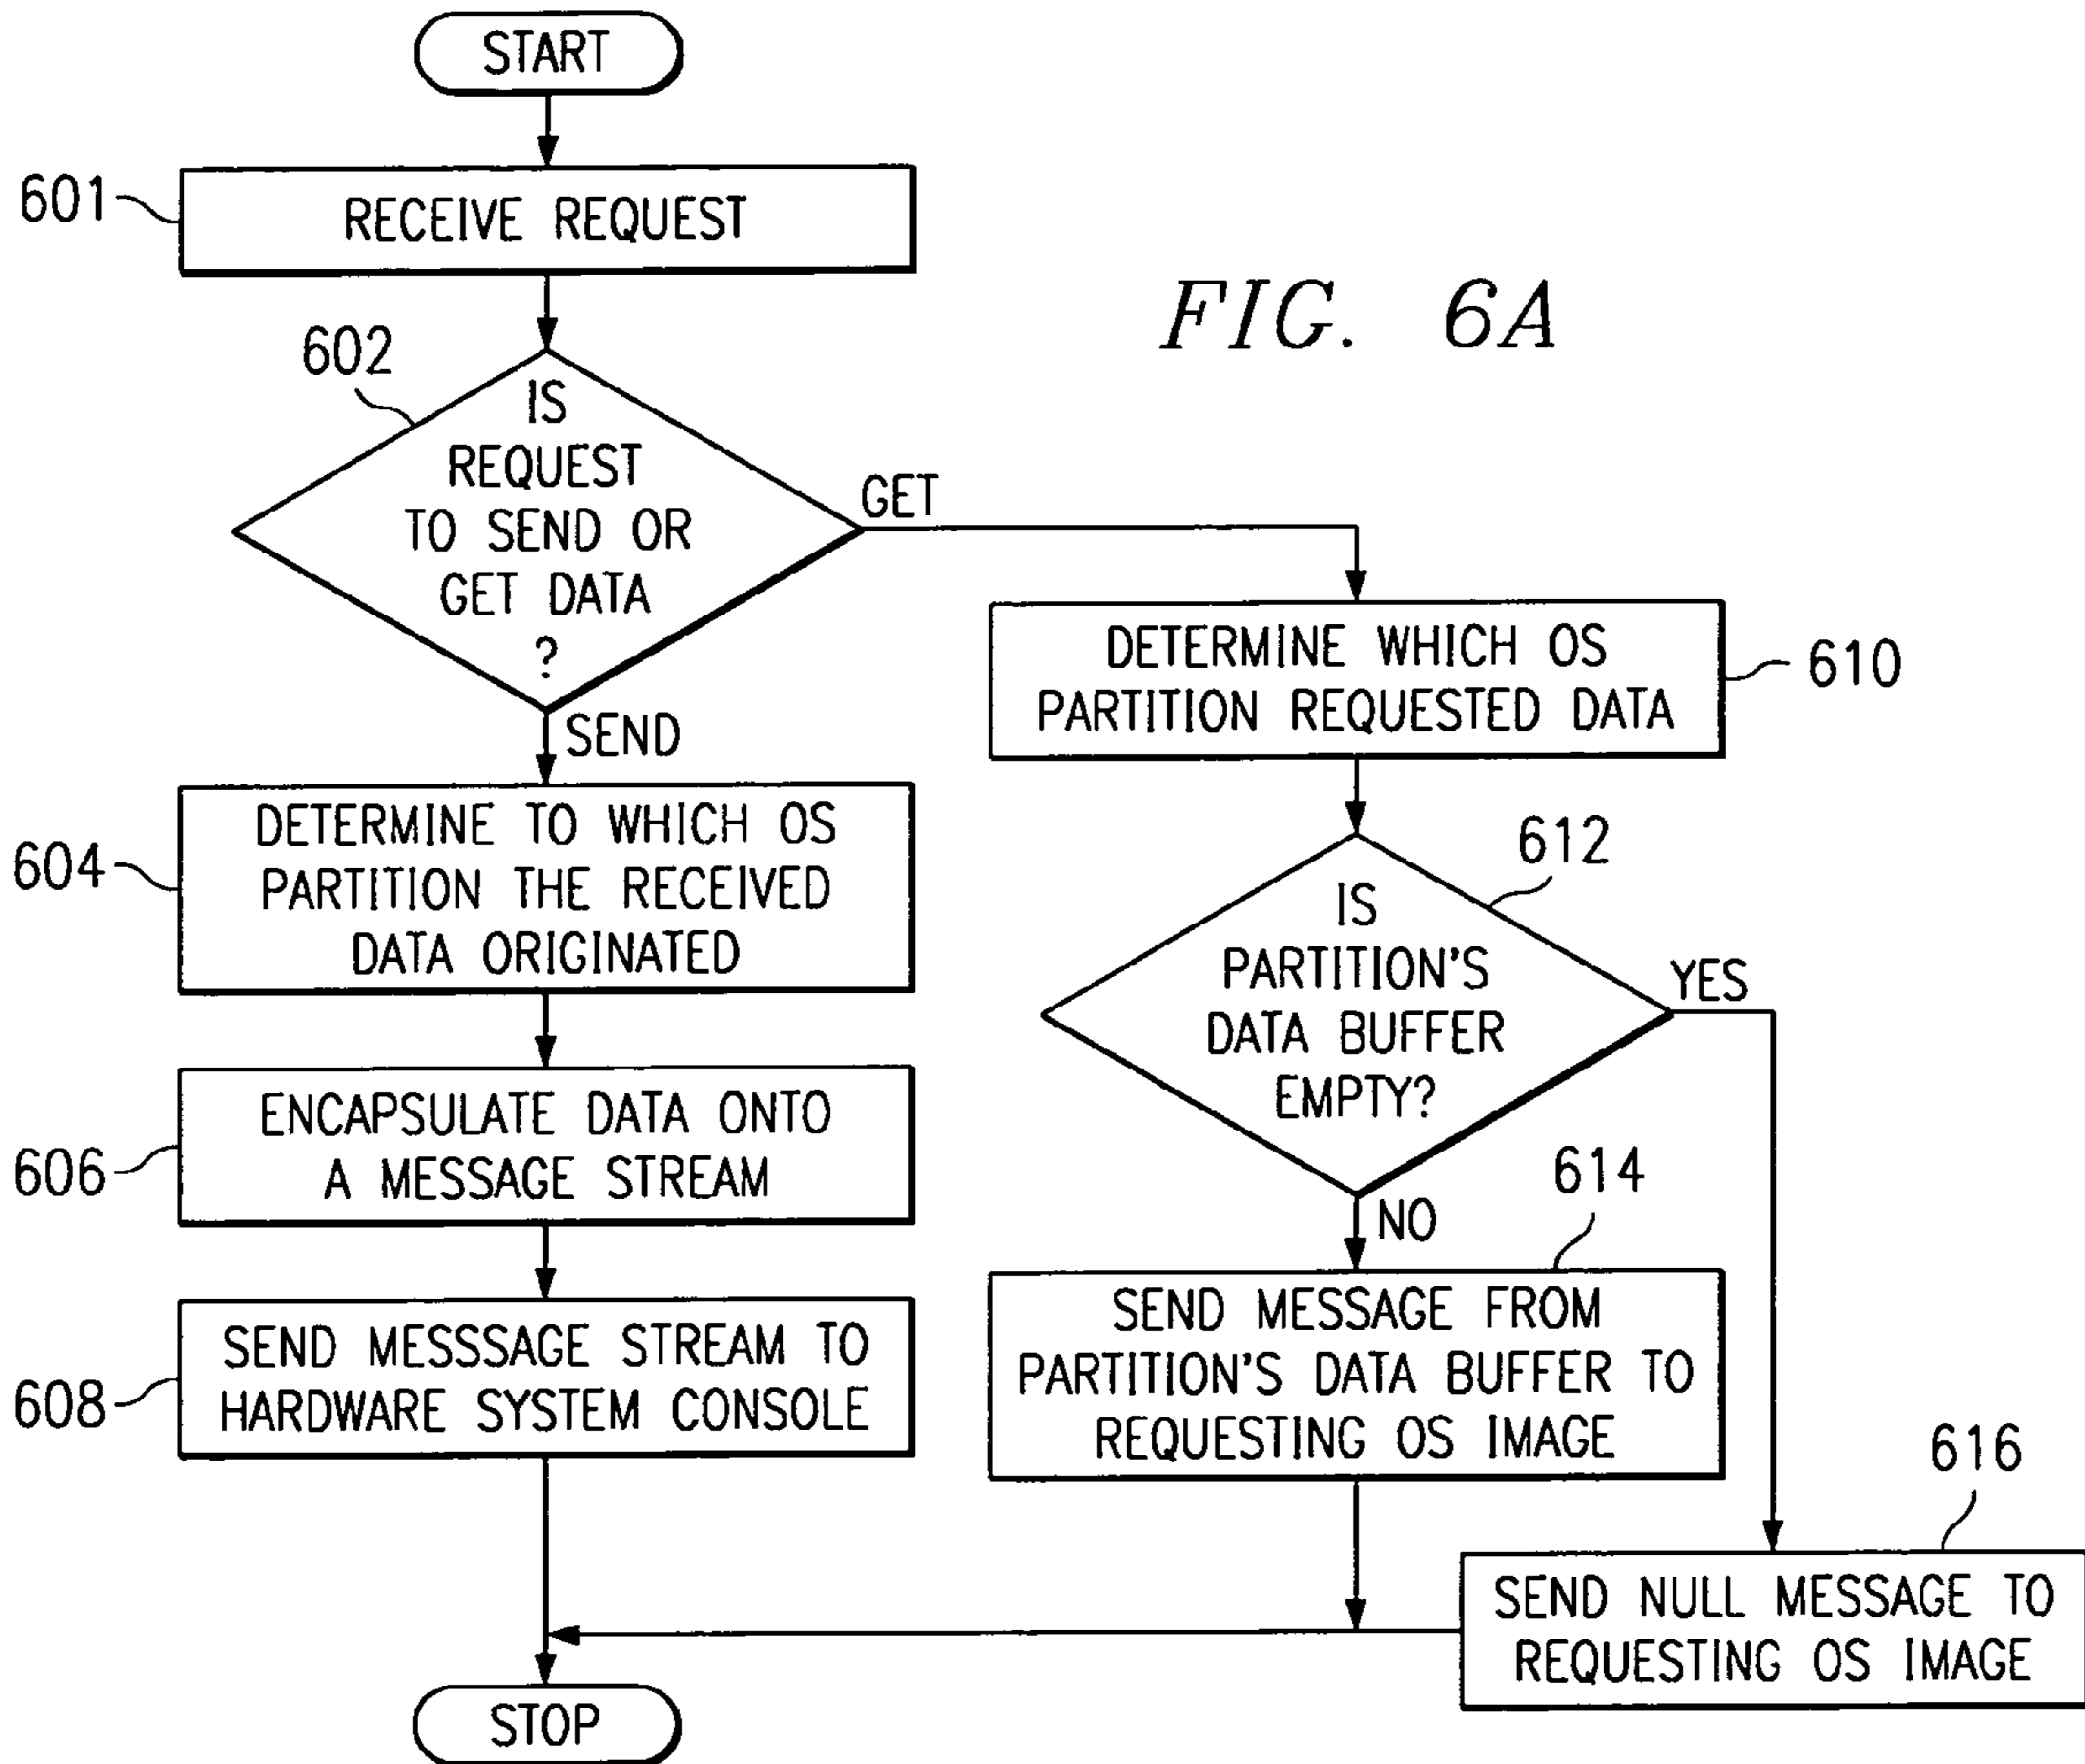 START
601
RECEIVE REQUEST
FIG. 6A
602
IS
REQUEST
TO SEND OR
GET DATA
?
GET
SEND
604
DETERMINE TO WHICH OS
PARTITION THE RECEIVED
DATA ORIGINATED
606
ENCAPSULATE DATA ONTO
A MESSAGE STREAM
608
SEND MESSSAGE STREAM TO
HARDWARE SYSTEM CONSOLE
DETERMINE WHICH OS
PARTITION REQUESTED DATA
610
612
IS
PARTITION'S
DATA BUFFER
EMPTY?
YES
NO
614
SEND MESSAGE FROM
PARTITION'S DATA BUFFER TO
REQUESTING OS IMAGE
616
SEND NULL MESSAGE TO
REQUESTING OS IMAGE
STOP